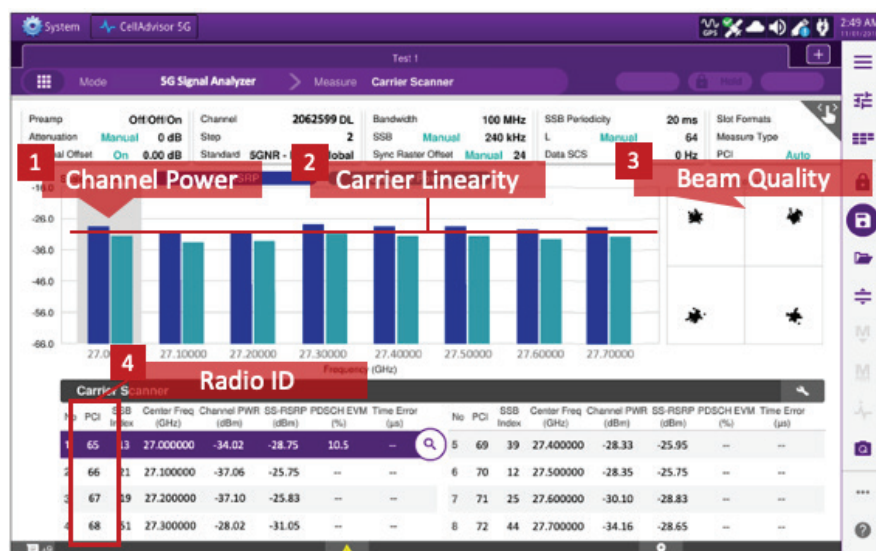 System CellAdvisor 5G GPS 2:49 AM
Test 1 +
Mode 5G Signal Analyzer Measure Carrier Scanner Hold
Preamp Off Off On Channel 2062599 DL Bandwidth 100 MHz SSB Periodicity 20 ms Slot Formats
Attenuation Manual 0 dB Step 2 SSB Manual 240 kHz L Manual 64 Measure Type
al Offset On 0.00 dB Standard 5GNR - lobal Sync Raster Offset Manual 24 Data SCS 0 Hz PCI Auto
1 Channel Power 2 Carrier Linearity 3 Beam Quality
-16.0
-26.0
-36.0
-46.0
-56.0
-66.0
27.0 27.10000 27.20000 27.30000 27.40000 27.50000 27.60000 27.70000
Frequency (GHz)
4 Radio ID
Carrier Scanner
No PCI SSB Index Center Freq (GHz) Channel PWR (dBm) SS-RSRP (dBm) PDSCH EVM (%) Time Error (µs) No PCI SSB Index Center Freq (GHz) Channel PWR (dBm) SS-RSRP (dBm) PDSCH EVM (%) Time Error (µs)
1 65 13 27.000000 -34.02 -28.75 10.5 -- 5 69 39 27.400000 -28.33 -25.95 -- --
2 66 21 27.100000 -37.06 -25.75 -- -- 6 70 12 27.500000 -28.35 -25.75 -- --
3 67 19 27.200000 -37.10 -25.83 -- -- 7 71 25 27.600000 -30.10 -28.83 -- --
4 68 51 27.300000 -28.02 -31.05 -- -- 8 72 44 27.700000 -34.16 -28.65 -- --